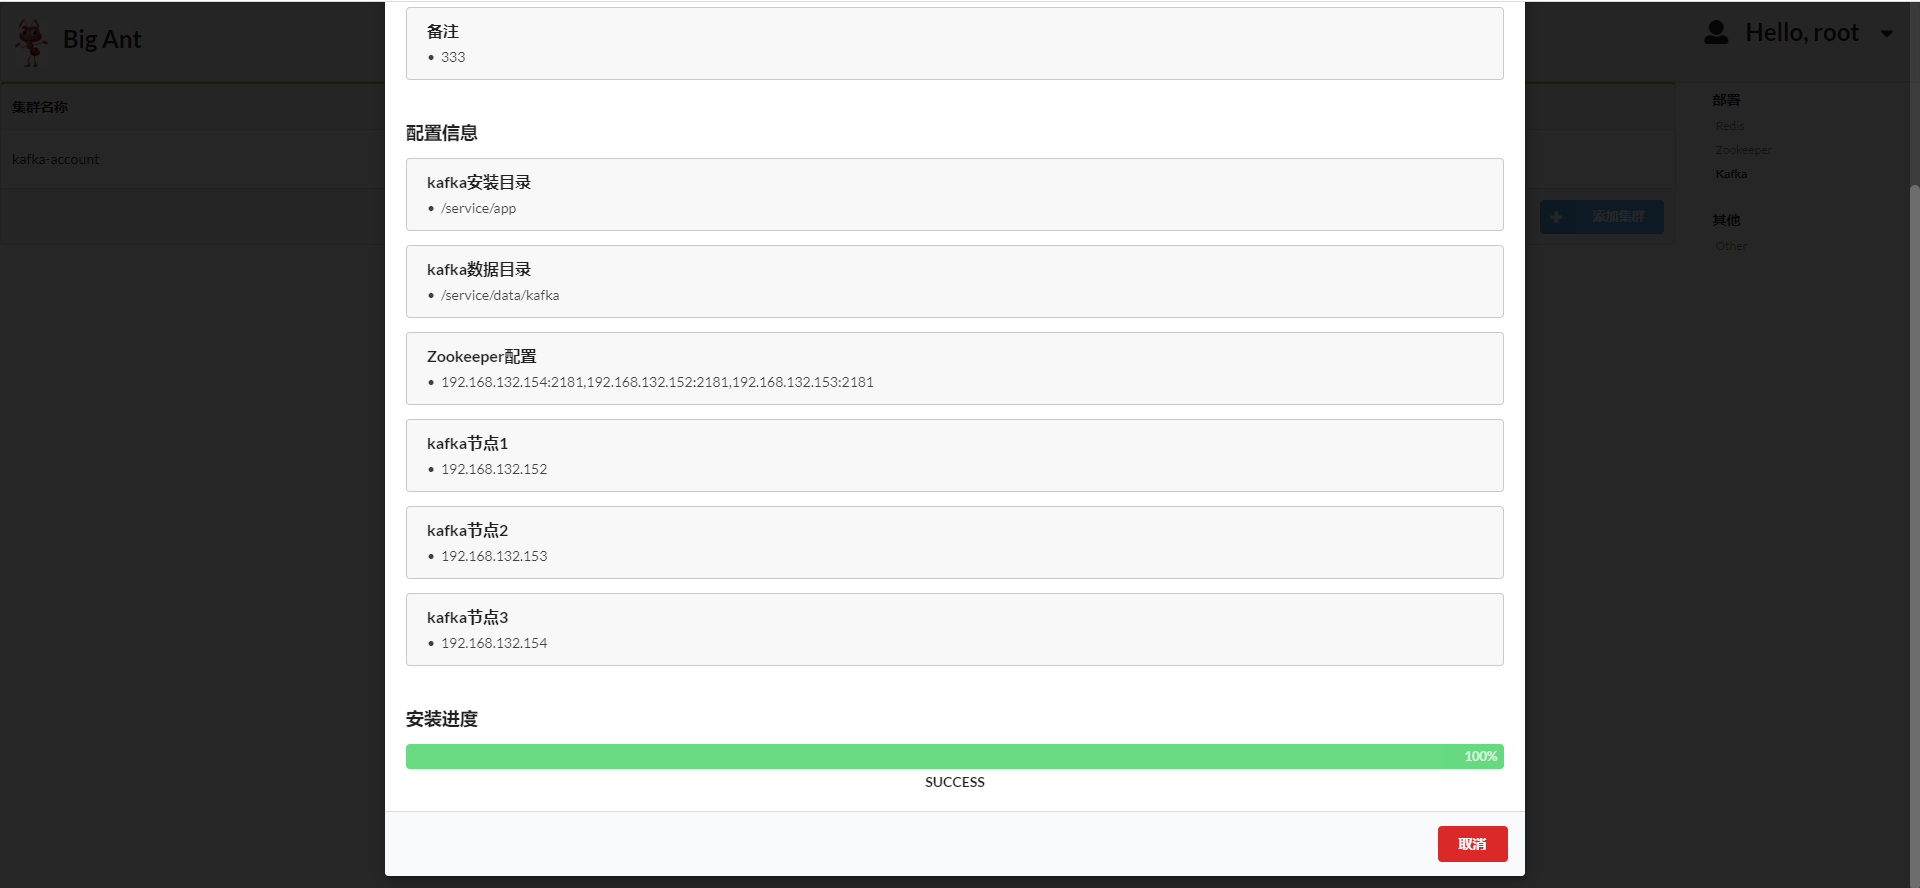 Big Ant
Hello, root
集群名称
kafka-account
添加集群
部署
Redis
Zookeeper
Kafka
其他
Other
备注
333
配置信息
kafka安装目录
/service/app
kafka数据目录
/service/data/kafka
Zookeeper配置
192.168.132.154:2181,192.168.132.152:2181,192.168.132.153:2181
kafka节点1
192.168.132.152
kafka节点2
192.168.132.153
kafka节点3
192.168.132.154
安装进度
100%
SUCCESS
取消